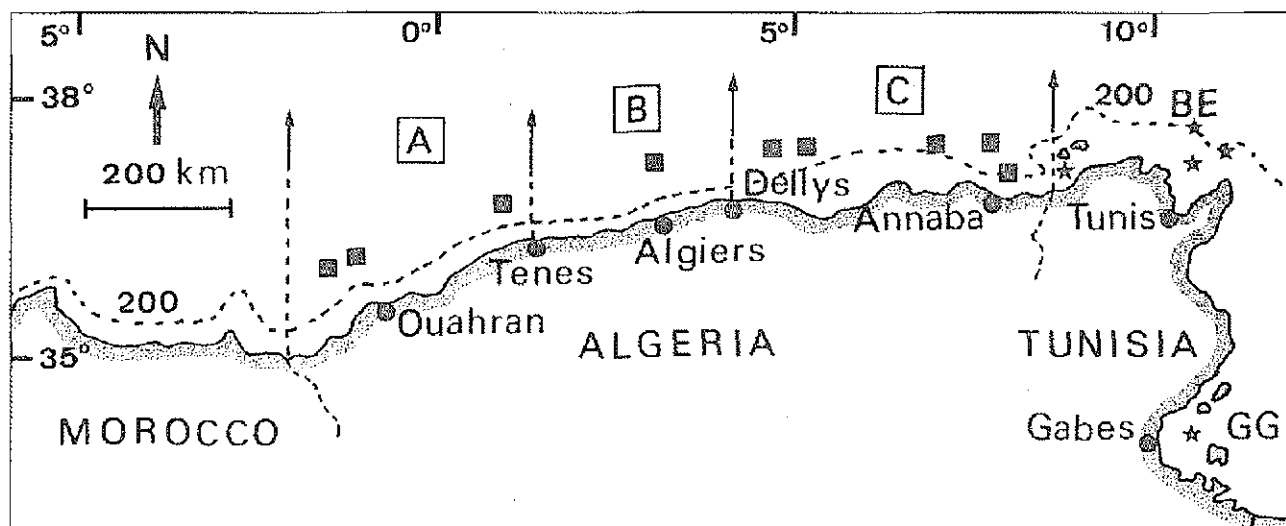 5° 0° 5° 10°
N
38°
A B C 200 BE
200 km
Dellys
Annaba Tunis
Algiers
Tenes
200
Ouahran
35° ALGERIA TUNISIA
MOROCCO Gabes GG